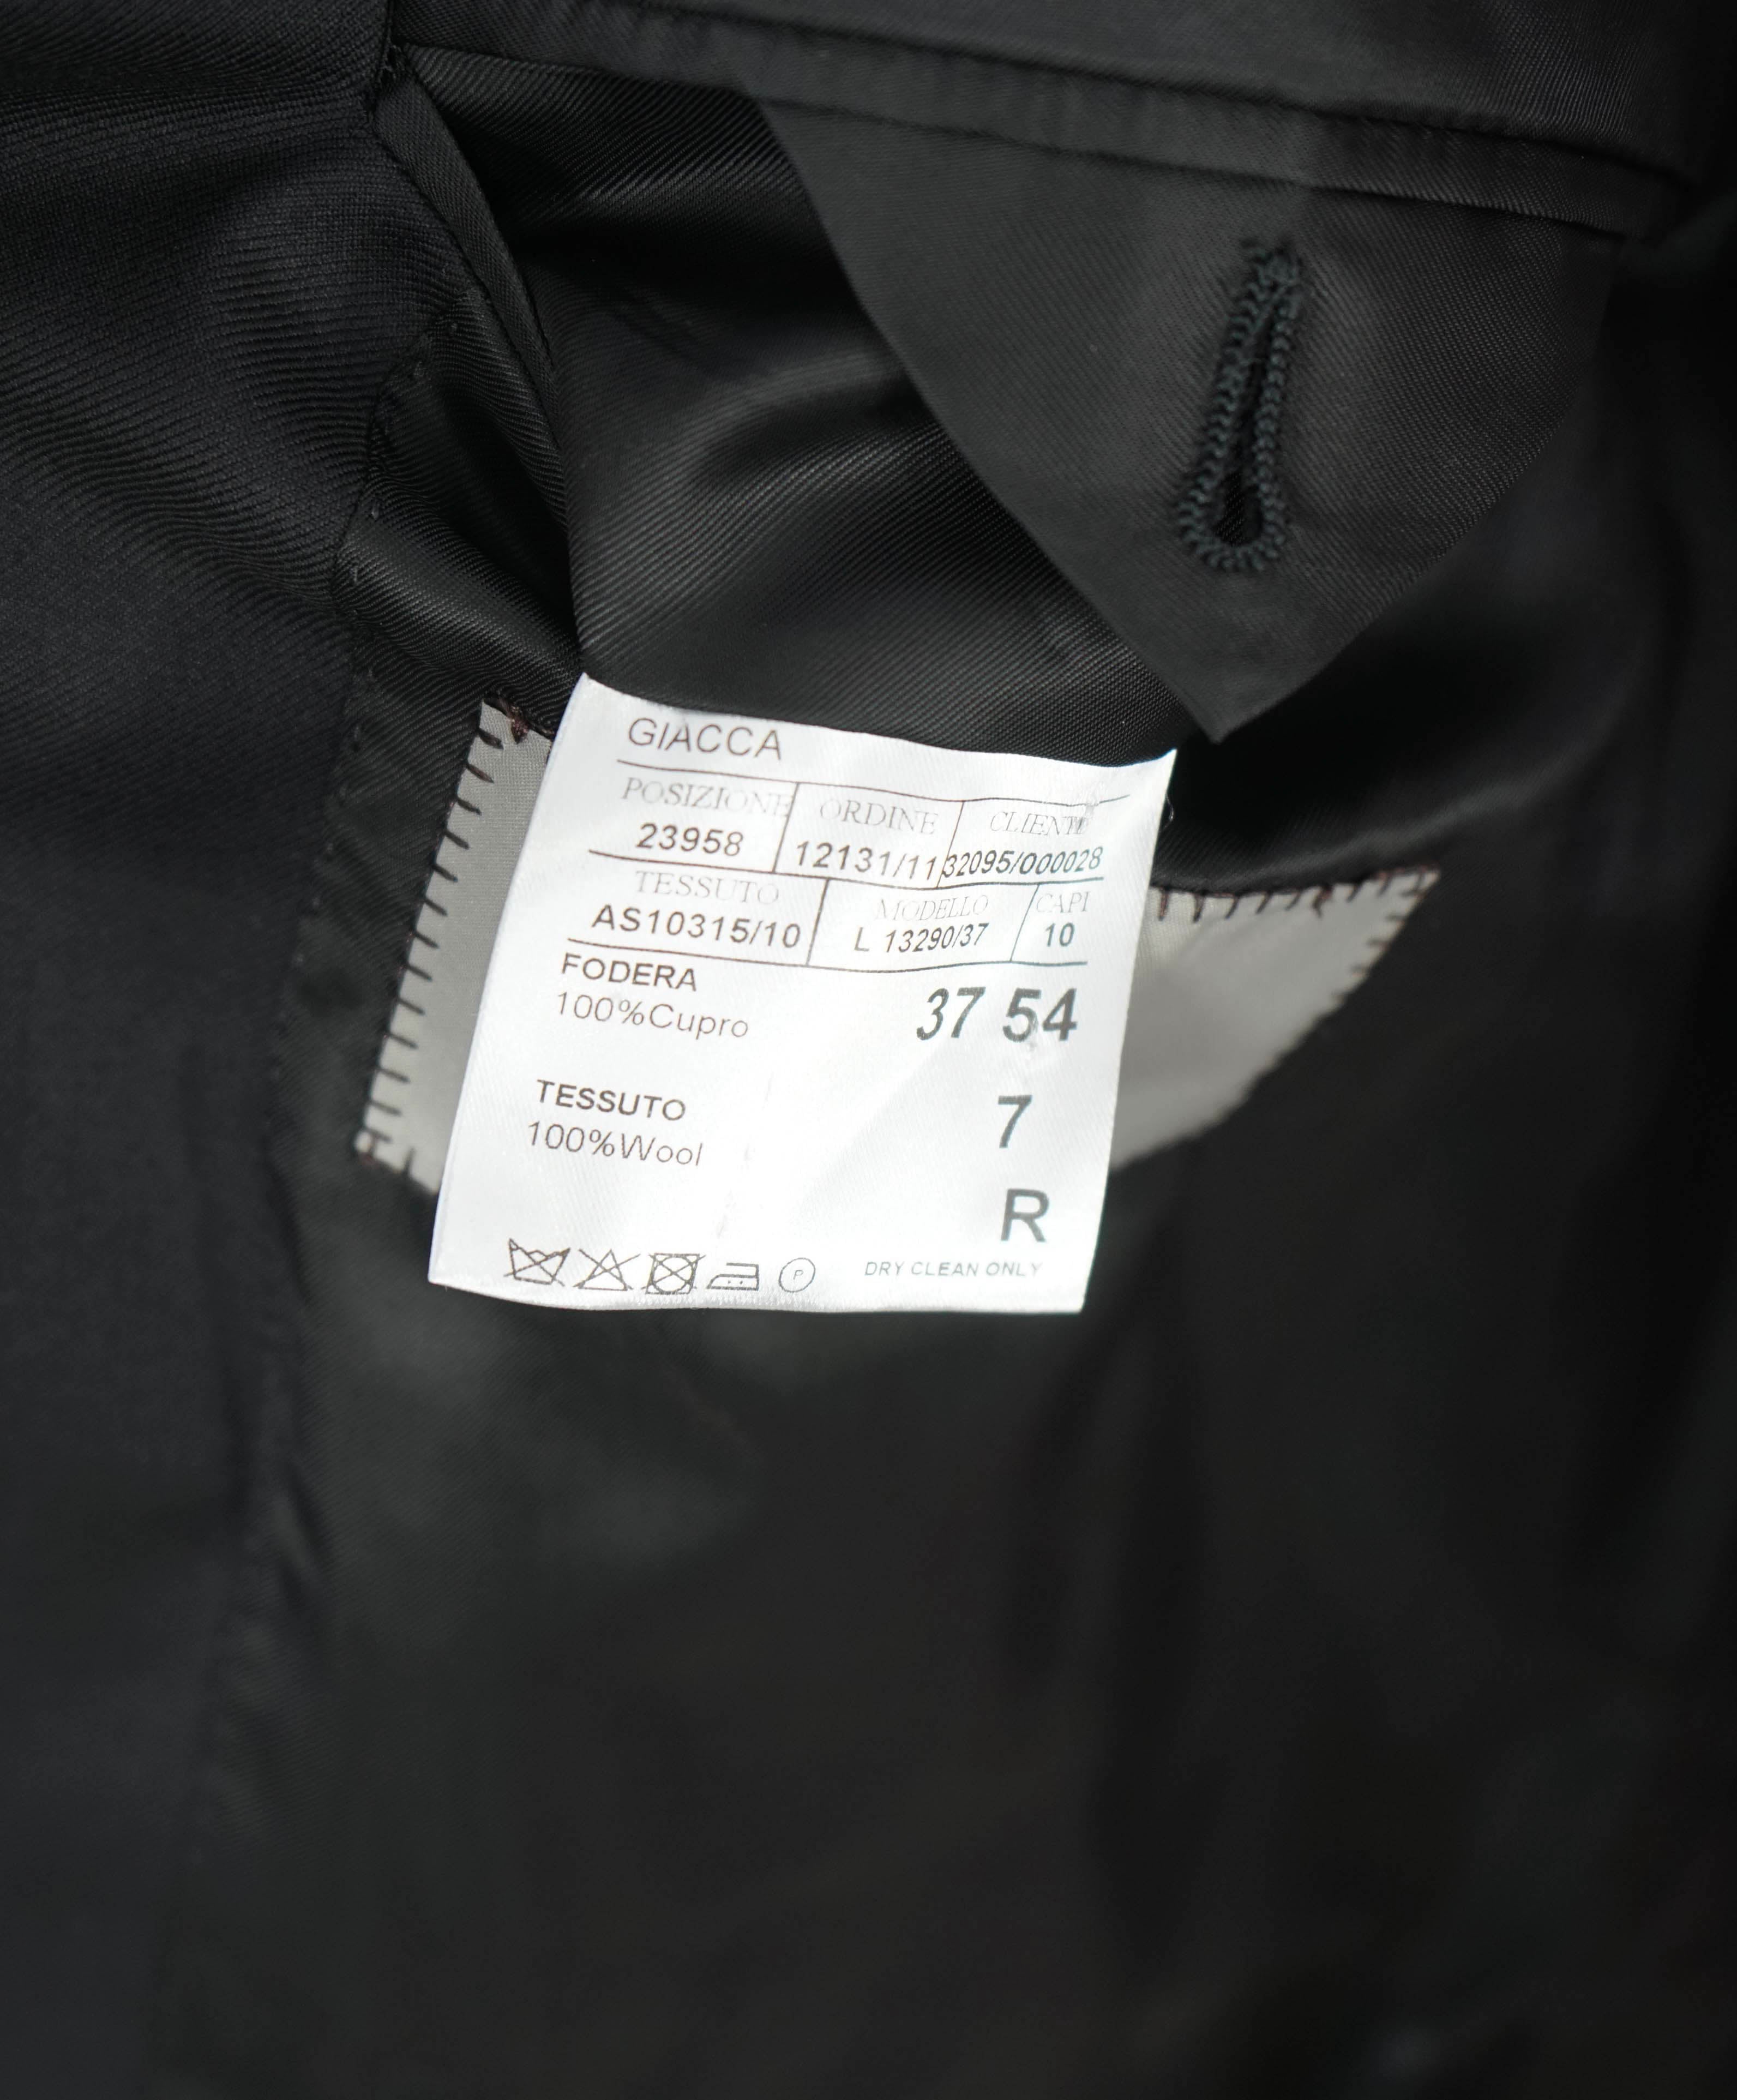 GIACCA
POSIZIONE ORDINE CLIENTE
23958 12131/11 32095/000028
TESSUTO MODELLO CAPI
AS10315/10 L 13290/37 10
FODERA
100%Cupro 37 54
TESSUTO 7
100%Wool
R
P DRY CLEAN ONLY